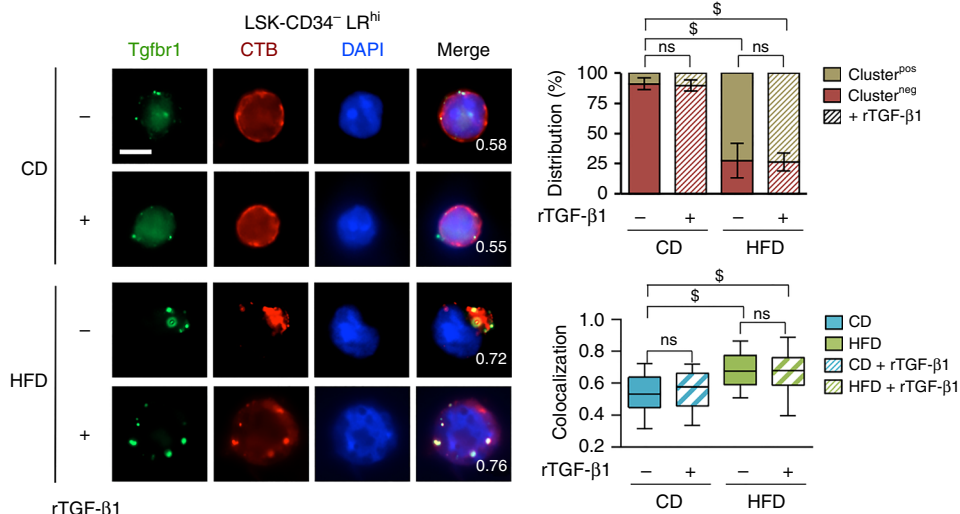 LSK-CD34⁻ LRʰⁱ
Tgfbr1 CTB DAPI Merge
CD
–
0.58
+
0.55
HFD
–
0.72
+
0.76
rTGF-β1
$
$
ns ns
Distribution (%)
100
75
50
25
0
Clusterᵖᵒˢ
Clusterⁿᵉᵍ
+ rTGF-β1
rTGF-β1 – + – +
CD HFD
$
$
ns
ns
Colocalization
1.0
0.8
0.6
0.4
0.2
CD
HFD
CD + rTGF-β1
HFD + rTGF-β1
rTGF-β1 – + – +
CD HFD